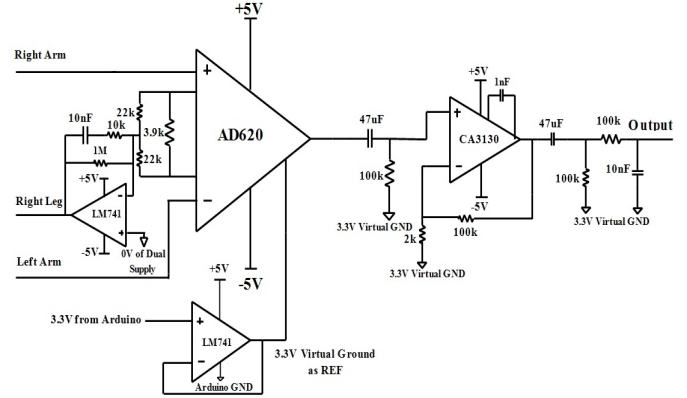 +5V
Right Arm
+
10nF
22k
10k
3.9k
AD620
1M
22k
+5V
-
Right Leg
LM741
+
-5V
0V of Dual
Supply
-
Left Arm
-5V
47uF
100k
3.3V Virtual GND
+5V
1nF
+
CA3130
-
-5V
100k
2k
3.3V Virtual GND
47uF
100k
Output
100k
10nF
3.3V Virtual GND
+5V
3.3V from Arduino
+
LM741
-
Arduino GND
3.3V Virtual Ground
as REF